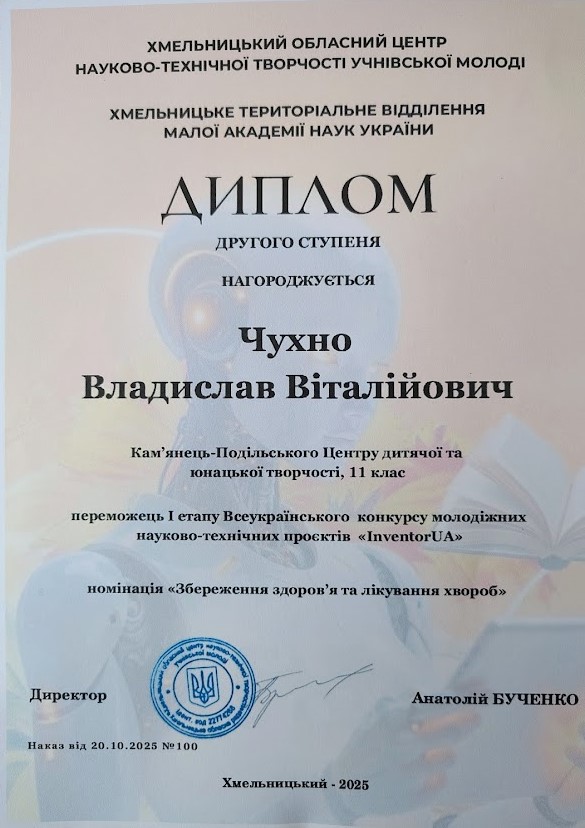 ХМЕЛЬНИЦЬКИЙ ОБЛАСНИЙ ЦЕНТР
НАУКОВО-ТЕХНІЧНОЇ ТВОРЧОСТІ УЧНІВСЬКОЇ МОЛОДІ
ХМЕЛЬНИЦЬКЕ ТЕРИТОРІАЛЬНЕ ВІДДІЛЕННЯ
МАЛОЇ АКАДЕМІЇ НАУК УКРАЇНИ
ДИПЛОМ
ДРУГОГО СТУПЕНЯ
НАГОРОДЖУЄТЬСЯ
Чухно
Владислав Віталійович
Кам’янець-Подільського Центру дитячої та
юнацької творчості, 11 клас
переможець І етапу Всеукраїнського конкурсу молодіжних
науково-технічних проєктів «InventorUA»
номінація «Збереження здоров’я та лікування хвороб»
Директор
Ідент. код 22774268
Анатолій БУЧЕНКО
Наказ від 20.10.2025 №100
Хмельницький - 2025